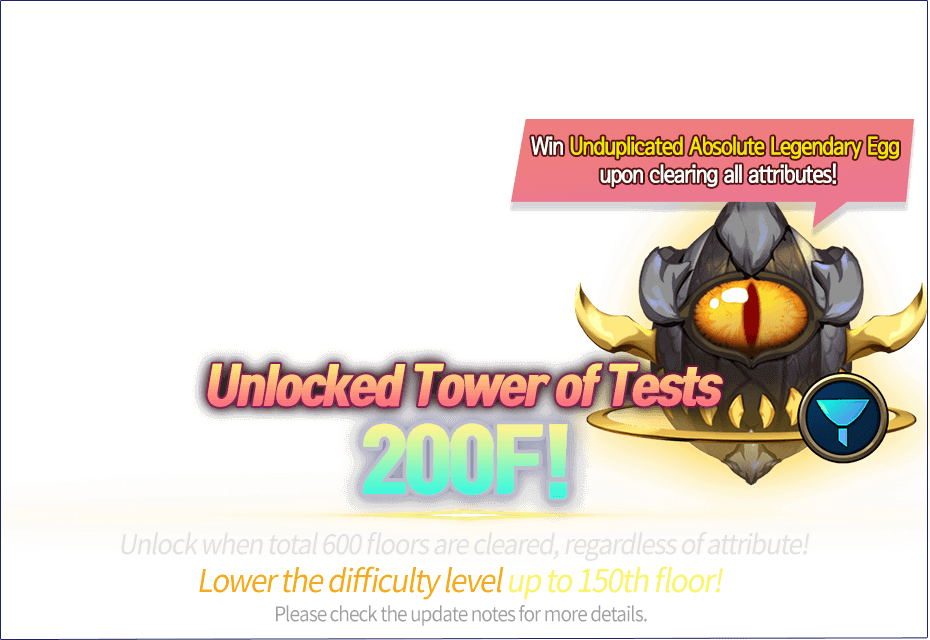 Win Unduplicated Absolute Legendary Egg
upon clearing all attributes!
Unlocked Tower of Tests
200F!
Unlock when total 600 floors are cleared, regardless of attribute!
Lower the difficulty level up to 150th floor!
Please check the update notes for more details.